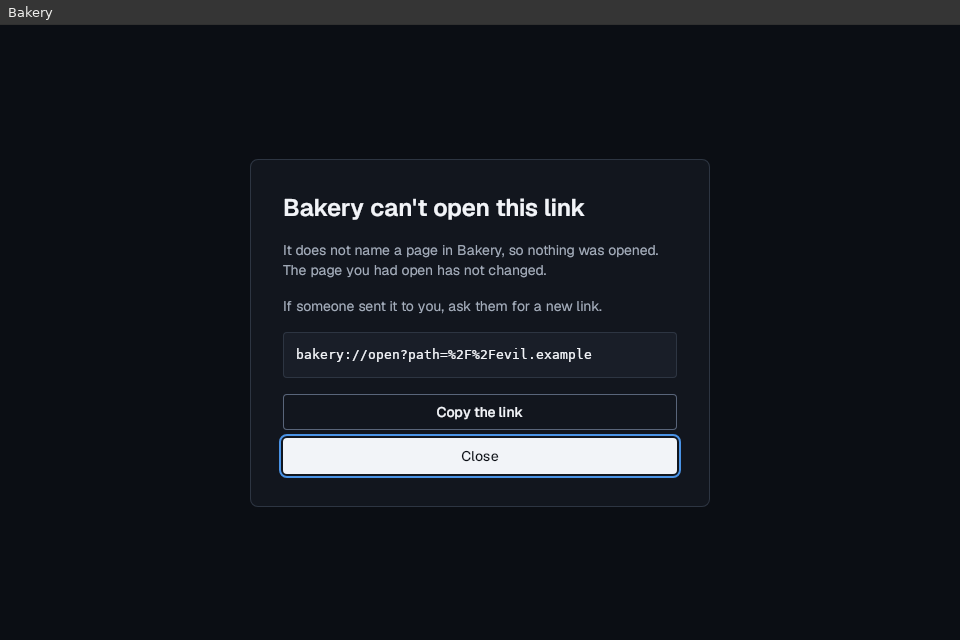 Bakery
Bakery can't open this link
It does not name a page in Bakery, so nothing was opened.
The page you had open has not changed.
If someone sent it to you, ask them for a new link.
bakery://open?path=%2F%2Fevil.example
Copy the link
Close